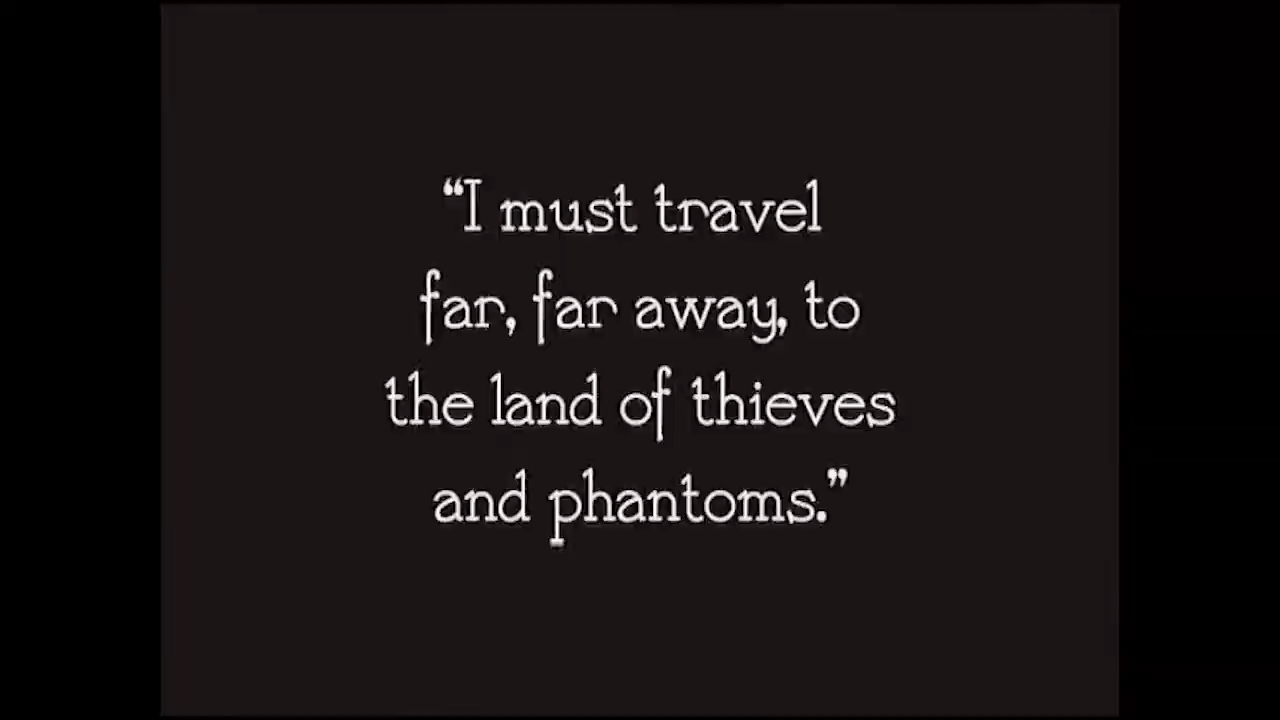 “I must travel
far, far away, to
the land of thieves
and phantoms.”